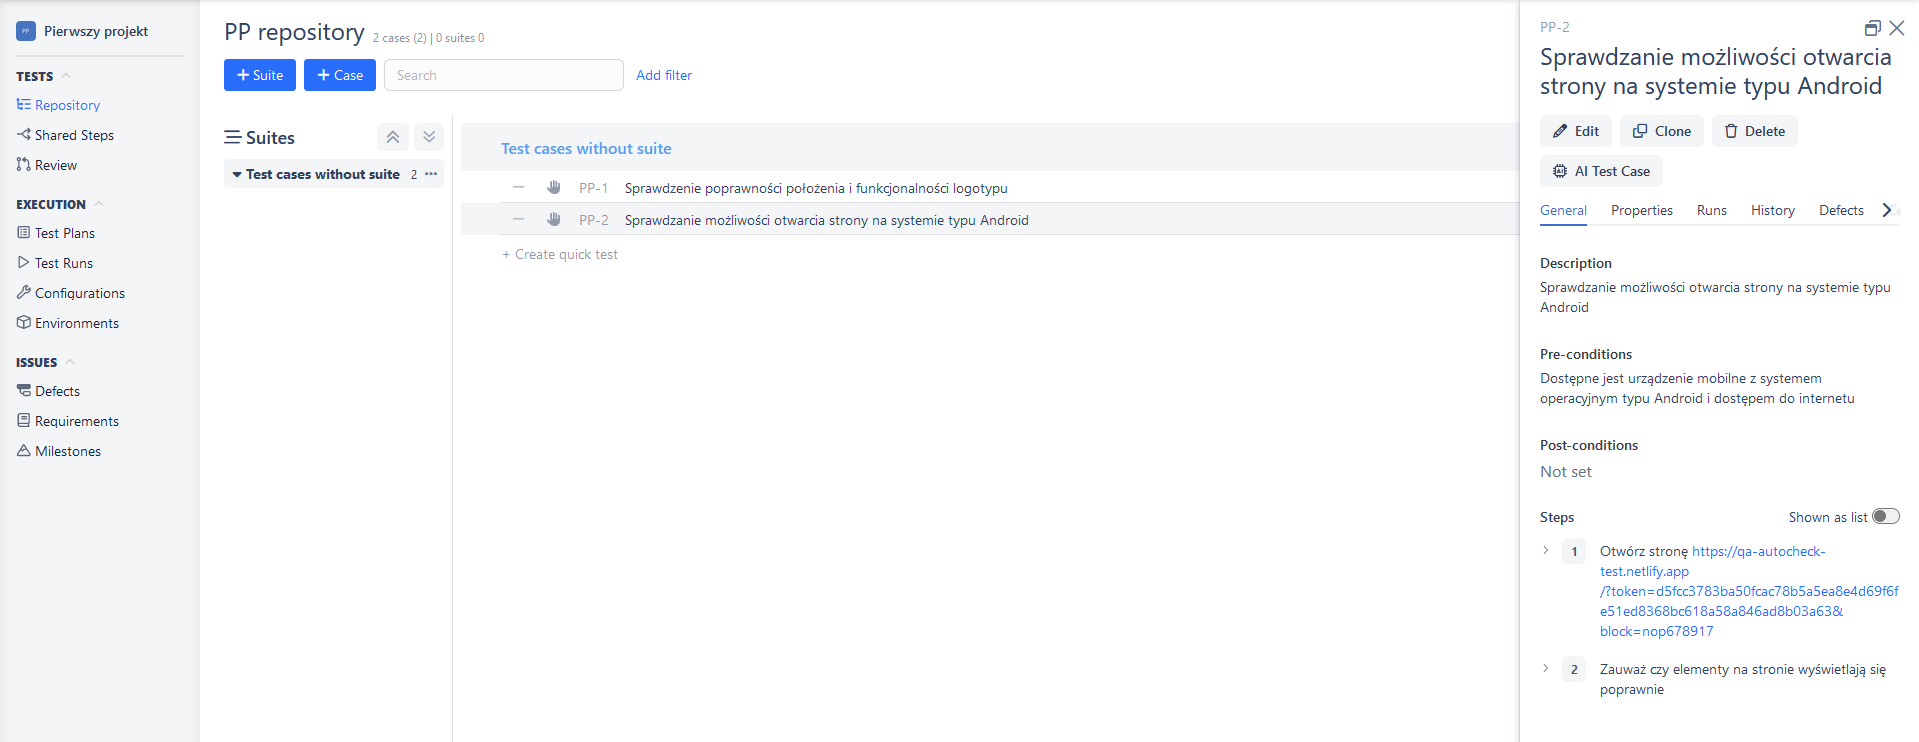 PP Pierwszy projekt
TESTS
Repository
Shared Steps
Review
EXECUTION
Test Plans
Test Runs
Configurations
Environments
ISSUES
Defects
Requirements
Milestones
PP repository 2 cases (2) | 0 suites 0
+ Suite + Case Search Add filter
Suites
Test cases without suite 2
Test cases without suite
PP-1 Sprawdzenie poprawności położenia i funkcjonalności logotypu
PP-2 Sprawdzanie możliwości otwarcia strony na systemie typu Android
+ Create quick test
PP-2
Sprawdzanie możliwości otwarcia
strony na systemie typu Android
Edit Clone Delete
AI Test Case
General Properties Runs History Defects
Description
Sprawdzanie możliwości otwarcia strony na systemie typu
Android
Pre-conditions
Dostępne jest urządzenie mobilne z systemem
operacyjnym typu Android i dostępem do internetu
Post-conditions
Not set
Steps Shown as list
1 Otwórz stronę https://qa-autocheck-
test.netlify.app
/?token=d5fcc3783ba50fcac78b5a5ea8e4d69f6f
e51ed8368bc618a58a846ad8b03a63&
block=nop678917
2 Zauważ czy elementy na stronie wyświetlają się
poprawnie